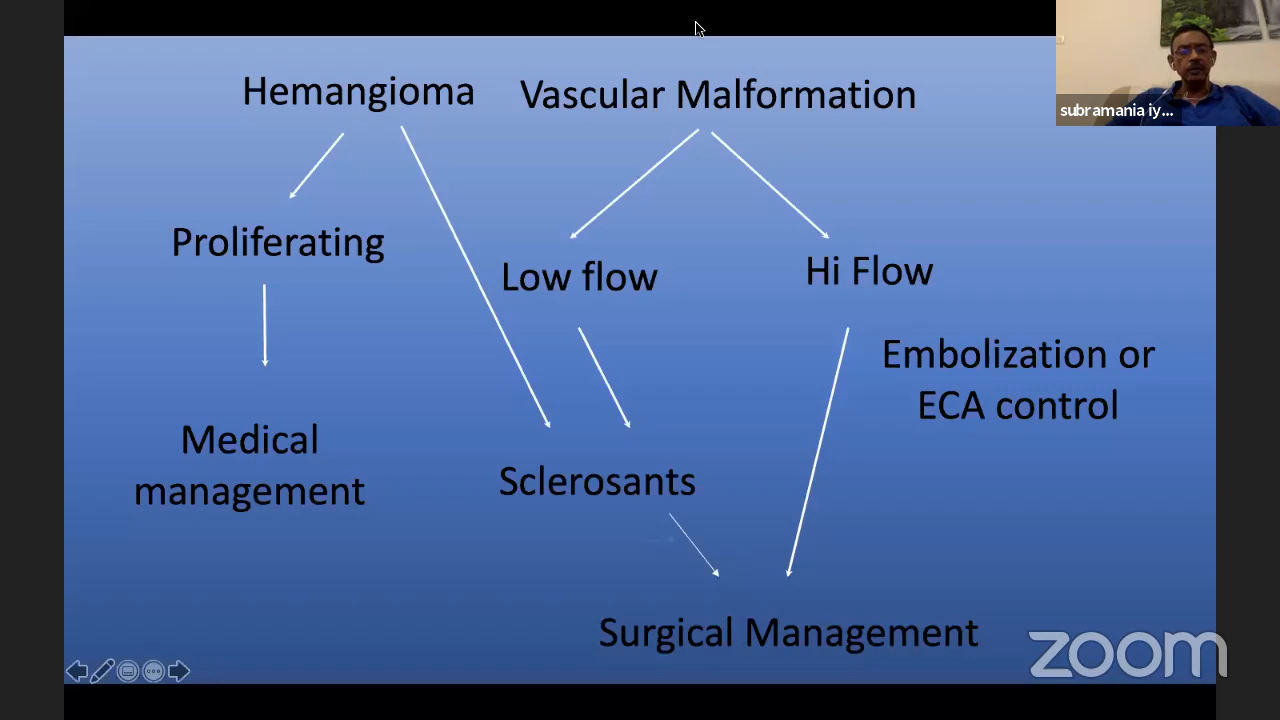 Hemangioma
Vascular Malformation
subramania iy...
Proliferating
Low flow
Hi Flow
Embolization or
ECA control
Medical
management
Sclerosants
Surgical Management
zoom